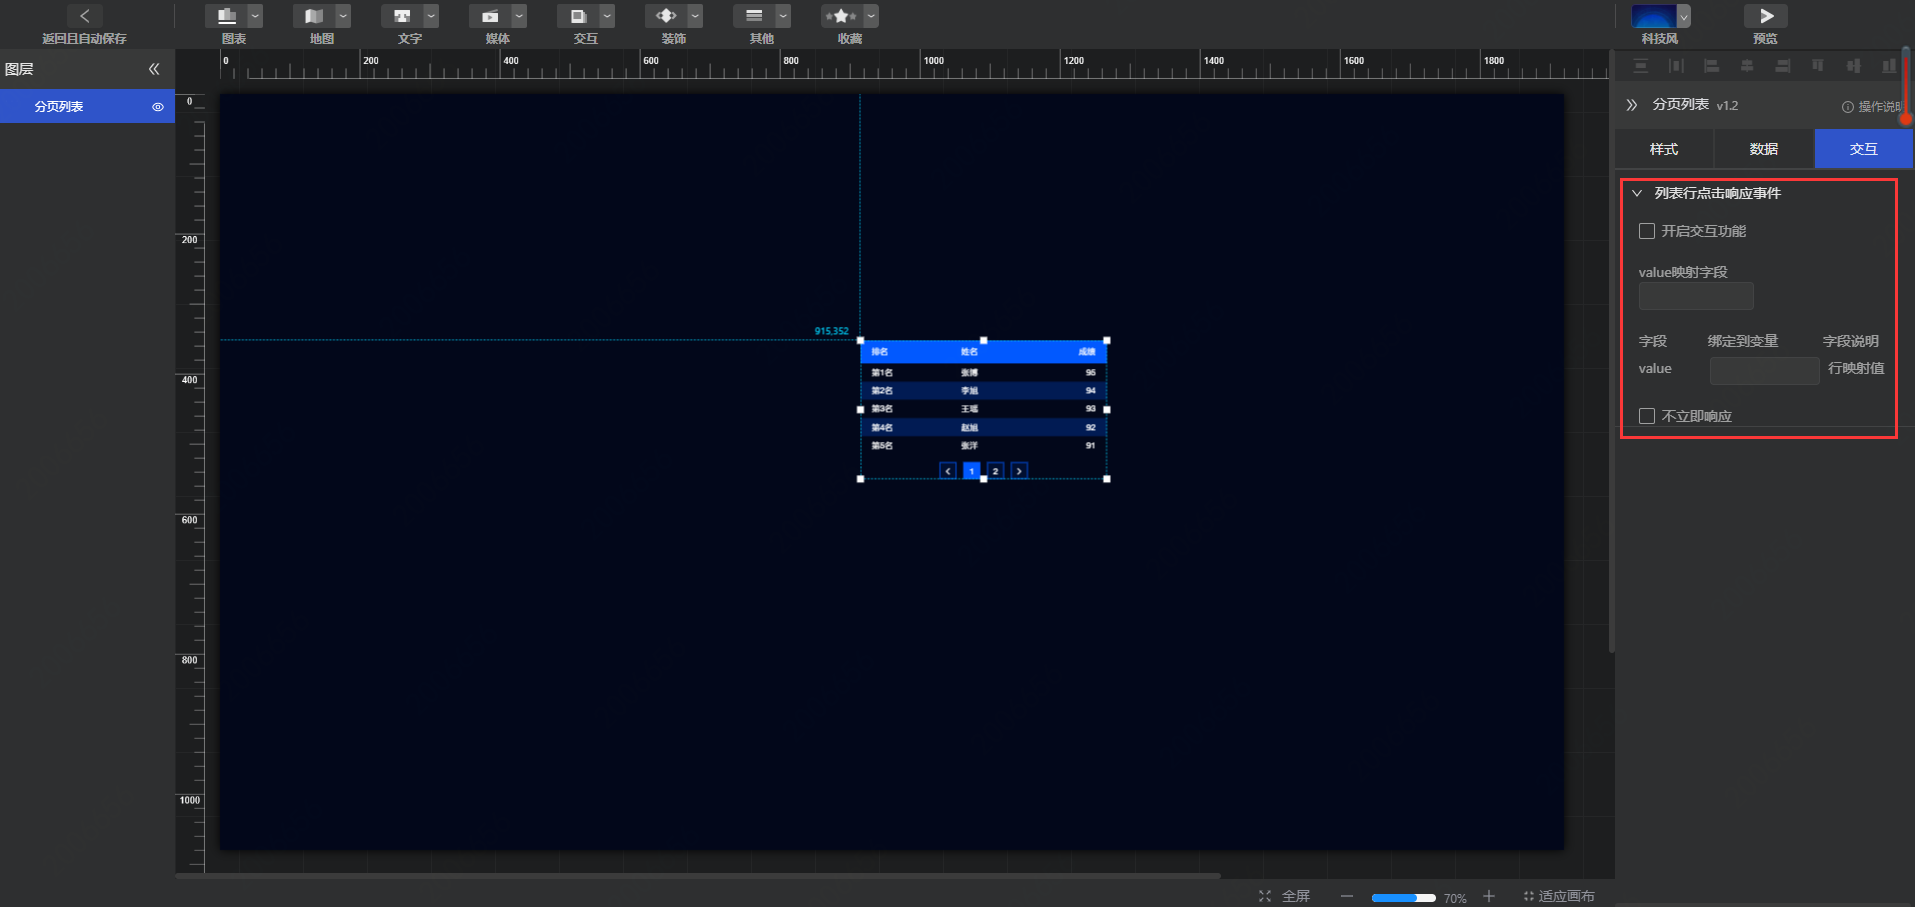 返回且自动保存
图表
地图
文字
媒体
交互
装饰
其他
收藏
科技风
预览
图层
分页列表
0
200
400
600
800
1000
1200
1400
1600
1800
0
200
400
600
800
1000
915,352
排名 姓名 成绩
第1名 张博 95
第2名 李旭 94
第3名 王瑶 93
第4名 赵旭 92
第5名 张洋 91
1 2
分页列表 v1.2
操作说明
样式 数据 交互
列表行点击响应事件
开启交互功能
value映射字段
字段 绑定到变量 字段说明
value 行映射值
不立即响应
全屏 70% 适应画布